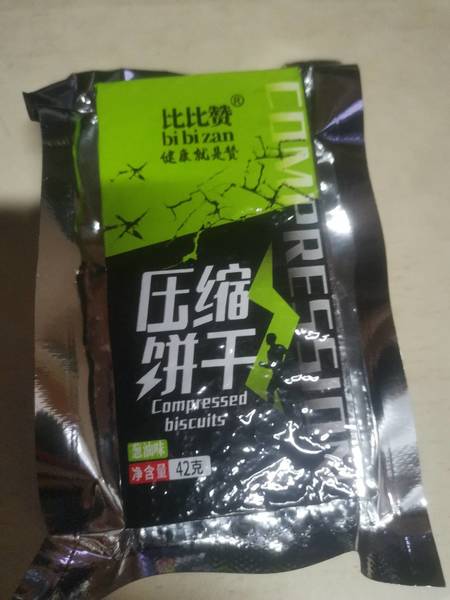 比比赞®
bi bi zan
健康就是赞
COMPRESSION
压缩
饼干
Compressed
biscuits
葱油味
净含量 42克